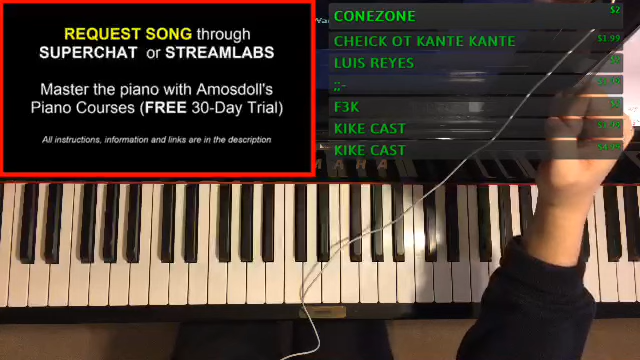 REQUEST SONG through
SUPERCHAT or STREAMLABS
Master the piano with Amosdoll's
Piano Courses (FREE 30-Day Trial)
All instructions, information and links are in the description
CONEZONE $2
CHEICK OT KANTE KANTE $1.99
LUIS REYES
;;-
F3K
KIKE CAST
KIKE CAST